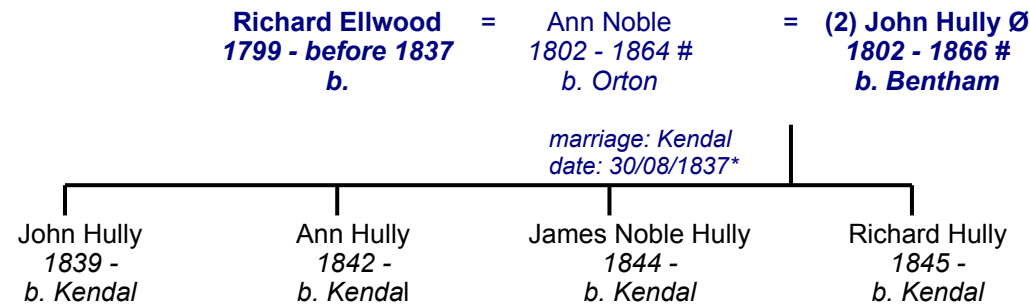 Richard Ellwood = Ann Noble = (2) John Hully Ø
1799 - before 1837 1802 - 1864 # 1802 - 1866 #
b. b. Orton b. Bentham
marriage: Kendal
date: 30/08/1837*
John Hully Ann Hully James Noble Hully Richard Hully
1839 - 1842 - 1844 - 1845 -
b. Kendal b. Kendal b. Kendal b. Kendal